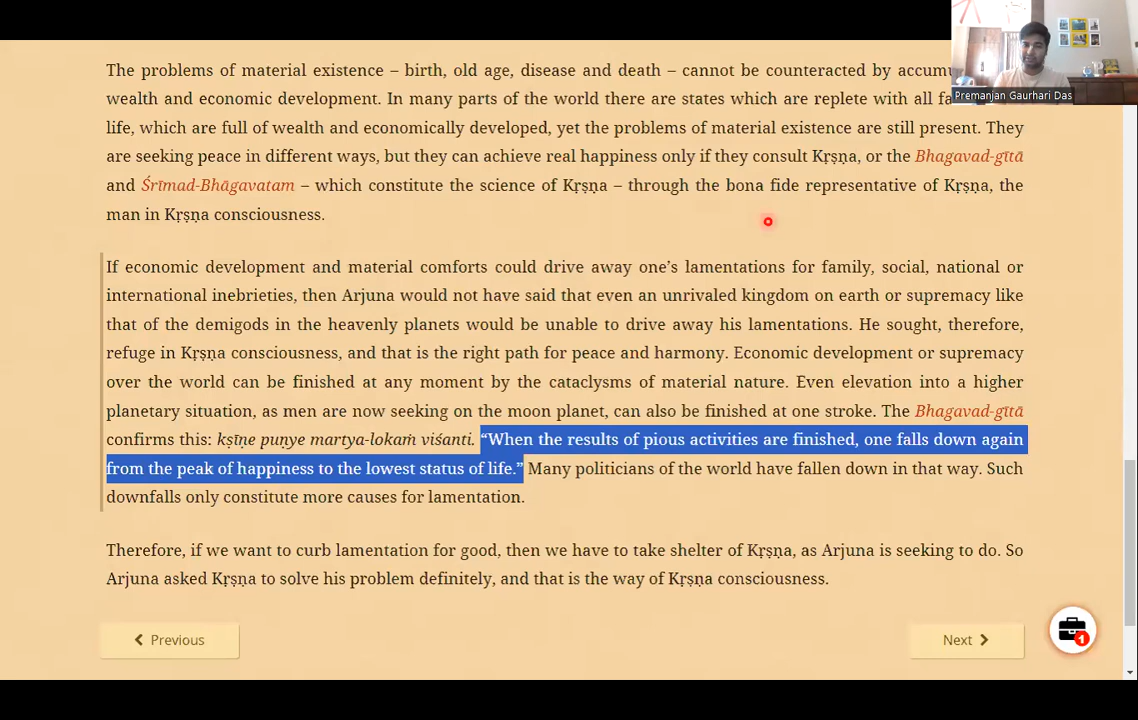 The problems of material existence – birth, old age, disease and death – cannot be counteracted by accumu
wealth and economic development. In many parts of the world there are states which are replete with all fa
life, which are full of wealth and economically developed, yet the problems of material existence are still present. They
are seeking peace in different ways, but they can achieve real happiness only if they consult Kṛṣṇa, or the Bhagavad-gītā
and Śrīmad-Bhāgavatam – which constitute the science of Kṛṣṇa – through the bona fide representative of Kṛṣṇa, the
man in Kṛṣṇa consciousness.
If economic development and material comforts could drive away one’s lamentations for family, social, national or
international inebrieties, then Arjuna would not have said that even an unrivaled kingdom on earth or supremacy like
that of the demigods in the heavenly planets would be unable to drive away his lamentations. He sought, therefore,
refuge in Kṛṣṇa consciousness, and that is the right path for peace and harmony. Economic development or supremacy
over the world can be finished at any moment by the cataclysms of material nature. Even elevation into a higher
planetary situation, as men are now seeking on the moon planet, can also be finished at one stroke. The Bhagavad-gītā
confirms this: kṣīṇe puṇye martya-lokaṁ viśanti. “When the results of pious activities are finished, one falls down again
from the peak of happiness to the lowest status of life.” Many politicians of the world have fallen down in that way. Such
downfalls only constitute more causes for lamentation.
Therefore, if we want to curb lamentation for good, then we have to take shelter of Kṛṣṇa, as Arjuna is seeking to do. So
Arjuna asked Kṛṣṇa to solve his problem definitely, and that is the way of Kṛṣṇa consciousness.
Previous
Next
1
Premanjan Gaurhari Das